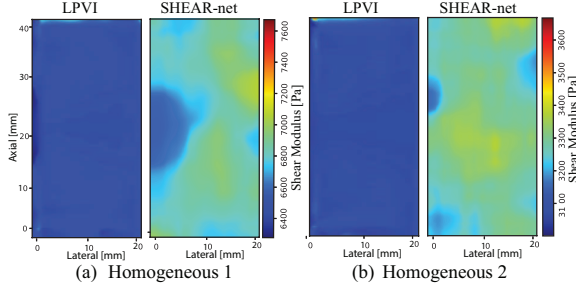 LPVI SHEAR-net LPVI SHEAR-net
40
30
20
10
0
Axial [mm]
0 10 20 0 10 20
Lateral [mm] Lateral [mm]
7600
7400
7200
7000
6800
6600
6400
Shear Modulus [Pa]
0 10 20 0 10 20
Lateral [mm] Lateral [mm]
3600
3500
3400
3300
3200
31 00
Shear Modulus [Pa]
(a) Homogeneous 1 (b) Homogeneous 2